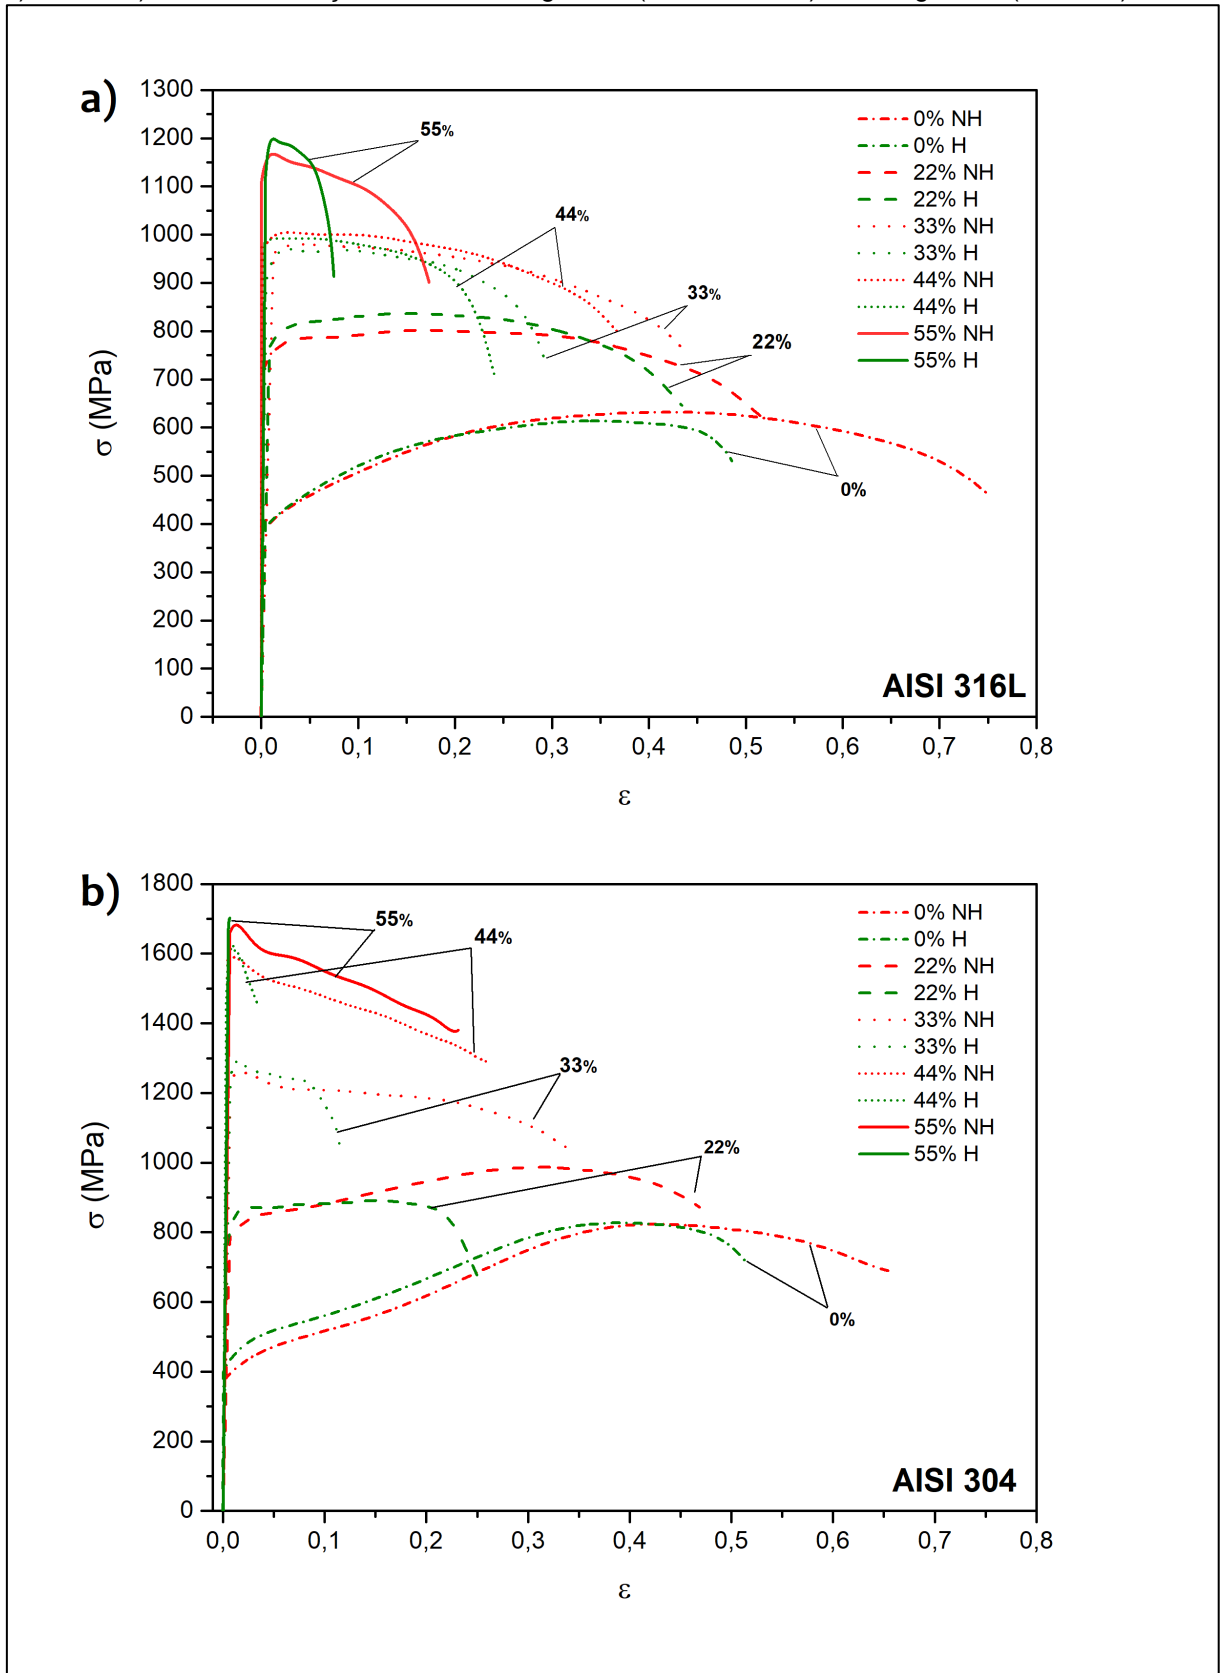 a)
1300
1200
1100
1000
900
800
700
600
500
400
300
200
100
0
σ (MPa)
0,0 0,1 0,2 0,3 0,4 0,5 0,6 0,7 0,8
ε
55%
44%
33%
22%
0%
0% NH
0% H
22% NH
22% H
33% NH
33% H
44% NH
44% H
55% NH
55% H
AISI 316L
b)
1800
1600
1400
1200
1000
800
600
400
200
0
σ (MPa)
0,0 0,1 0,2 0,3 0,4 0,5 0,6 0,7 0,8
ε
55%
44%
33%
22%
0%
0% NH
0% H
22% NH
22% H
33% NH
33% H
44% NH
44% H
55% NH
55% H
AISI 304